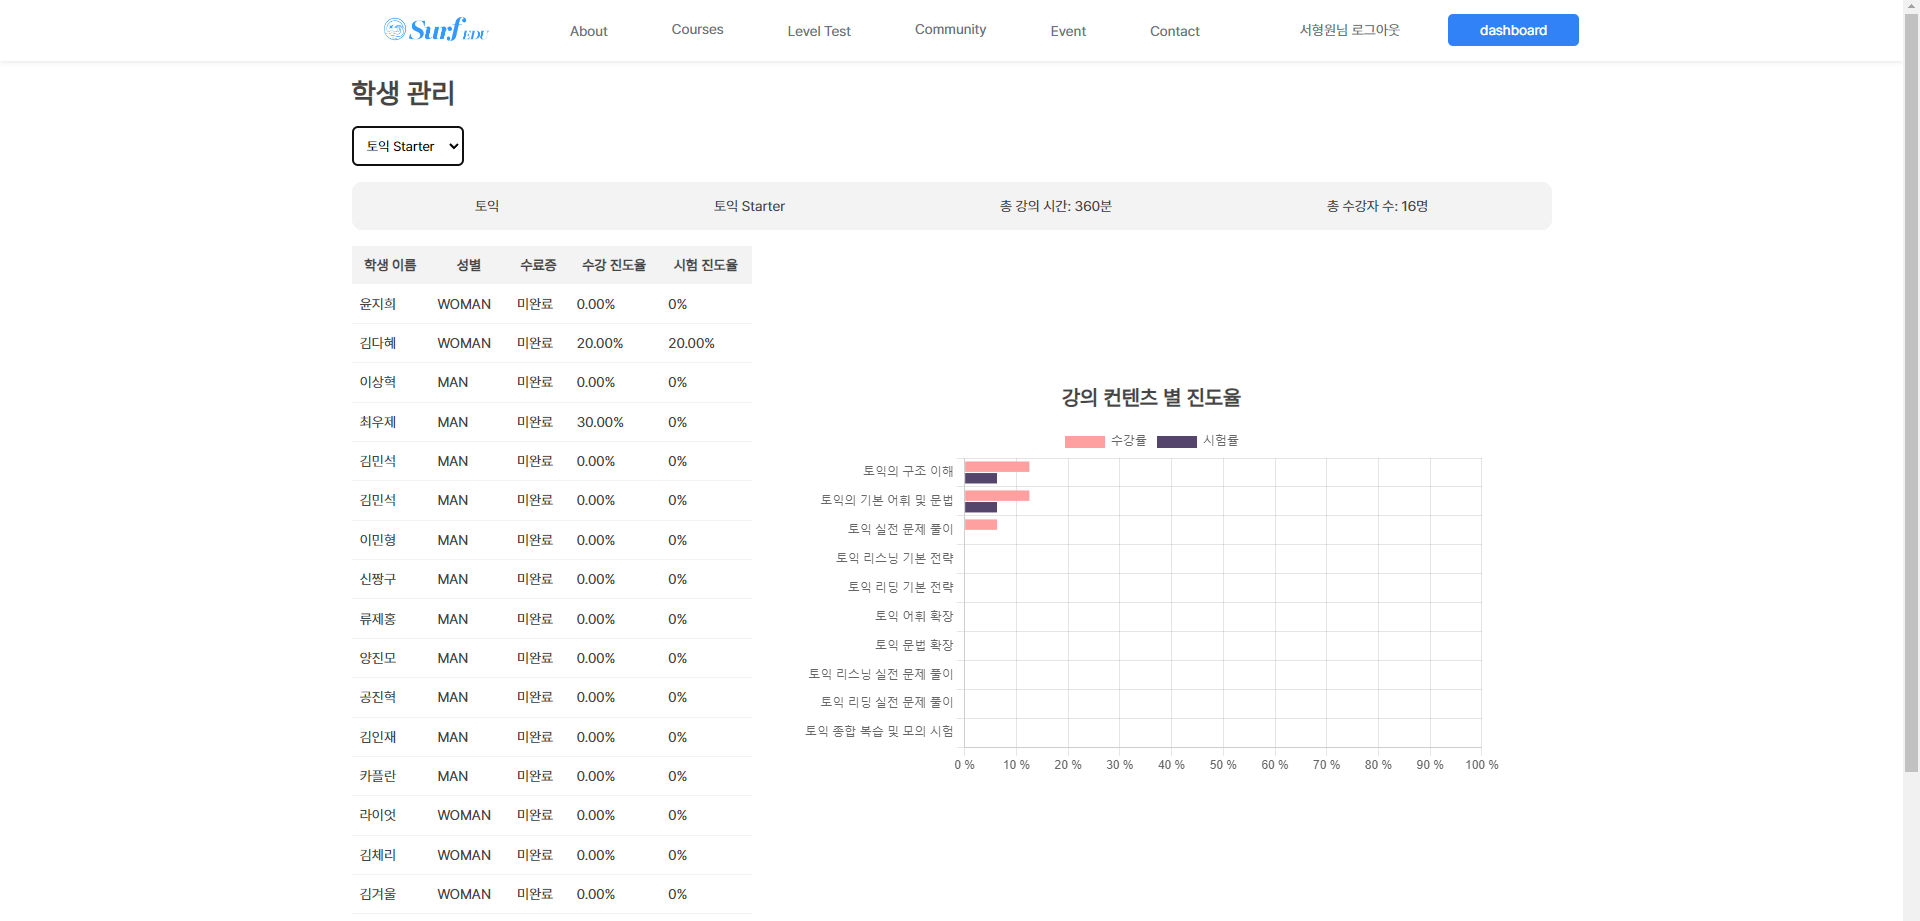 Surf EDU
About
Courses
Level Test
Community
Event
Contact
서형원님 로그아웃
dashboard
학생 관리
토익 Starter
토익 토익 Starter 총 강의 시간: 360분 총 수강자 수: 16명
학생 이름 성별 수료증 수강 진도율 시험 진도율
윤지희 WOMAN 미완료 0.00% 0%
김다혜 WOMAN 미완료 20.00% 20.00%
이상혁 MAN 미완료 0.00% 0%
최우제 MAN 미완료 30.00% 0%
김민석 MAN 미완료 0.00% 0%
김민석 MAN 미완료 0.00% 0%
이민형 MAN 미완료 0.00% 0%
신짱구 MAN 미완료 0.00% 0%
류제홍 MAN 미완료 0.00% 0%
양진모 MAN 미완료 0.00% 0%
공진혁 MAN 미완료 0.00% 0%
김인재 MAN 미완료 0.00% 0%
카플란 MAN 미완료 0.00% 0%
라이엇 WOMAN 미완료 0.00% 0%
김체리 WOMAN 미완료 0.00% 0%
김겨울 WOMAN 미완료 0.00% 0%
강의 컨텐츠 별 진도율
수강률 시험률
토익의 구조 이해
토익의 기본 어휘 및 문법
토익 실전 문제 풀이
토익 리스닝 기본 전략
토익 리딩 기본 전략
토익 어휘 확장
토익 문법 확장
토익 리스닝 실전 문제 풀이
토익 리딩 실전 문제 풀이
토익 종합 복습 및 모의 시험
0 % 10 % 20 % 30 % 40 % 50 % 60 % 70 % 80 % 90 % 100 %